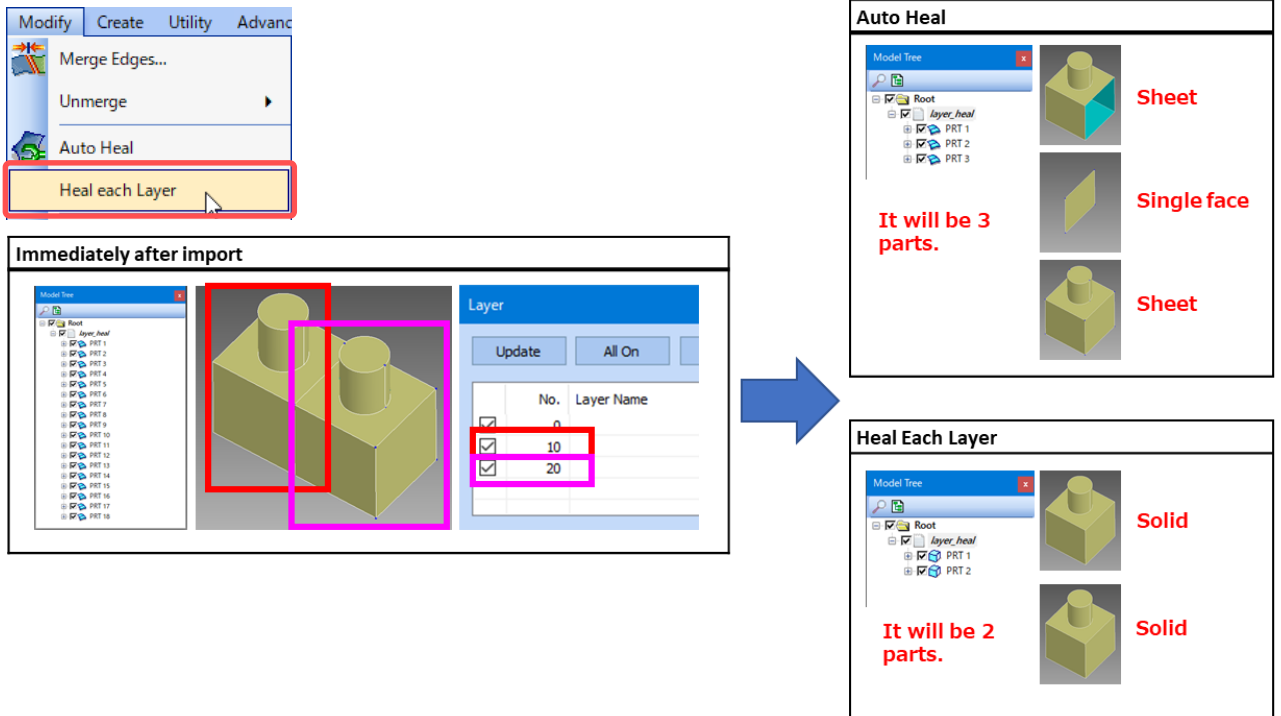 Modify Create Utility Advanc
Merge Edges...
Unmerge
Auto Heal
Heal each Layer
Immediately after import
Model Tree
Root
layer_heal
PRT 1
PRT 2
PRT 3
PRT 4
PRT 5
PRT 6
PRT 7
PRT 8
PRT 9
PRT 10
PRT 11
PRT 12
PRT 13
PRT 14
PRT 15
PRT 16
PRT 17
PRT 18
Layer
Update All On
No. Layer Name
0
10
20
Auto Heal
Model Tree
Root
layer_heal
PRT 1
PRT 2
PRT 3
It will be 3
parts.
Sheet
Single face
Sheet
Heal Each Layer
Model Tree
Root
layer_heal
PRT 1
PRT 2
It will be 2
parts.
Solid
Solid